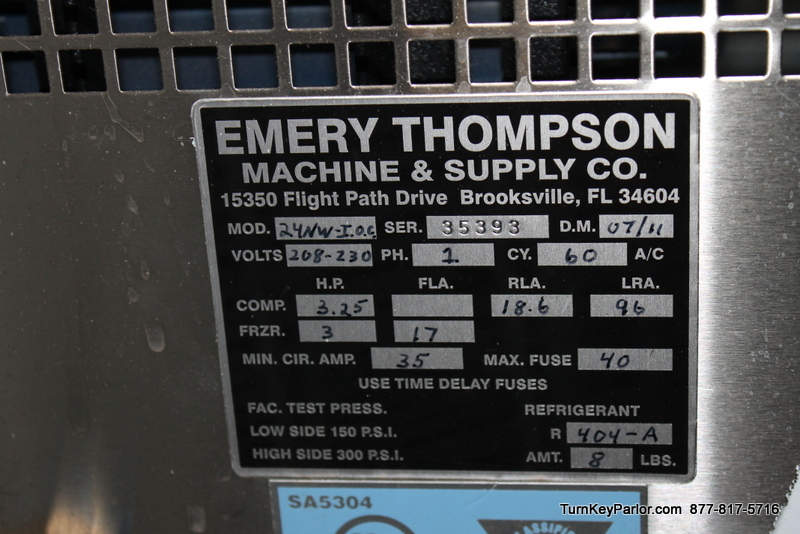 EMERY THOMPSON
MACHINE & SUPPLY CO.
15350 Flight Path Drive Brooksville, FL 34604
MOD. 24NW-I.O.C SER. 35393 D.M. 07/11
VOLTS 208-230 PH. 1 CY. 60 A/C
H.P. FLA. RLA. LRA.
COMP. 3.25 18.6 96
FRZR. 3 17
MIN. CIR. AMP. 35 MAX. FUSE 40
USE TIME DELAY FUSES
FAC. TEST PRESS. REFRIGERANT
LOW SIDE 150 P.S.I. R 404-A
HIGH SIDE 300 P.S.I. AMT. 8 LBS.
SA5304
TurnKeyParlor.com 877-817-5716